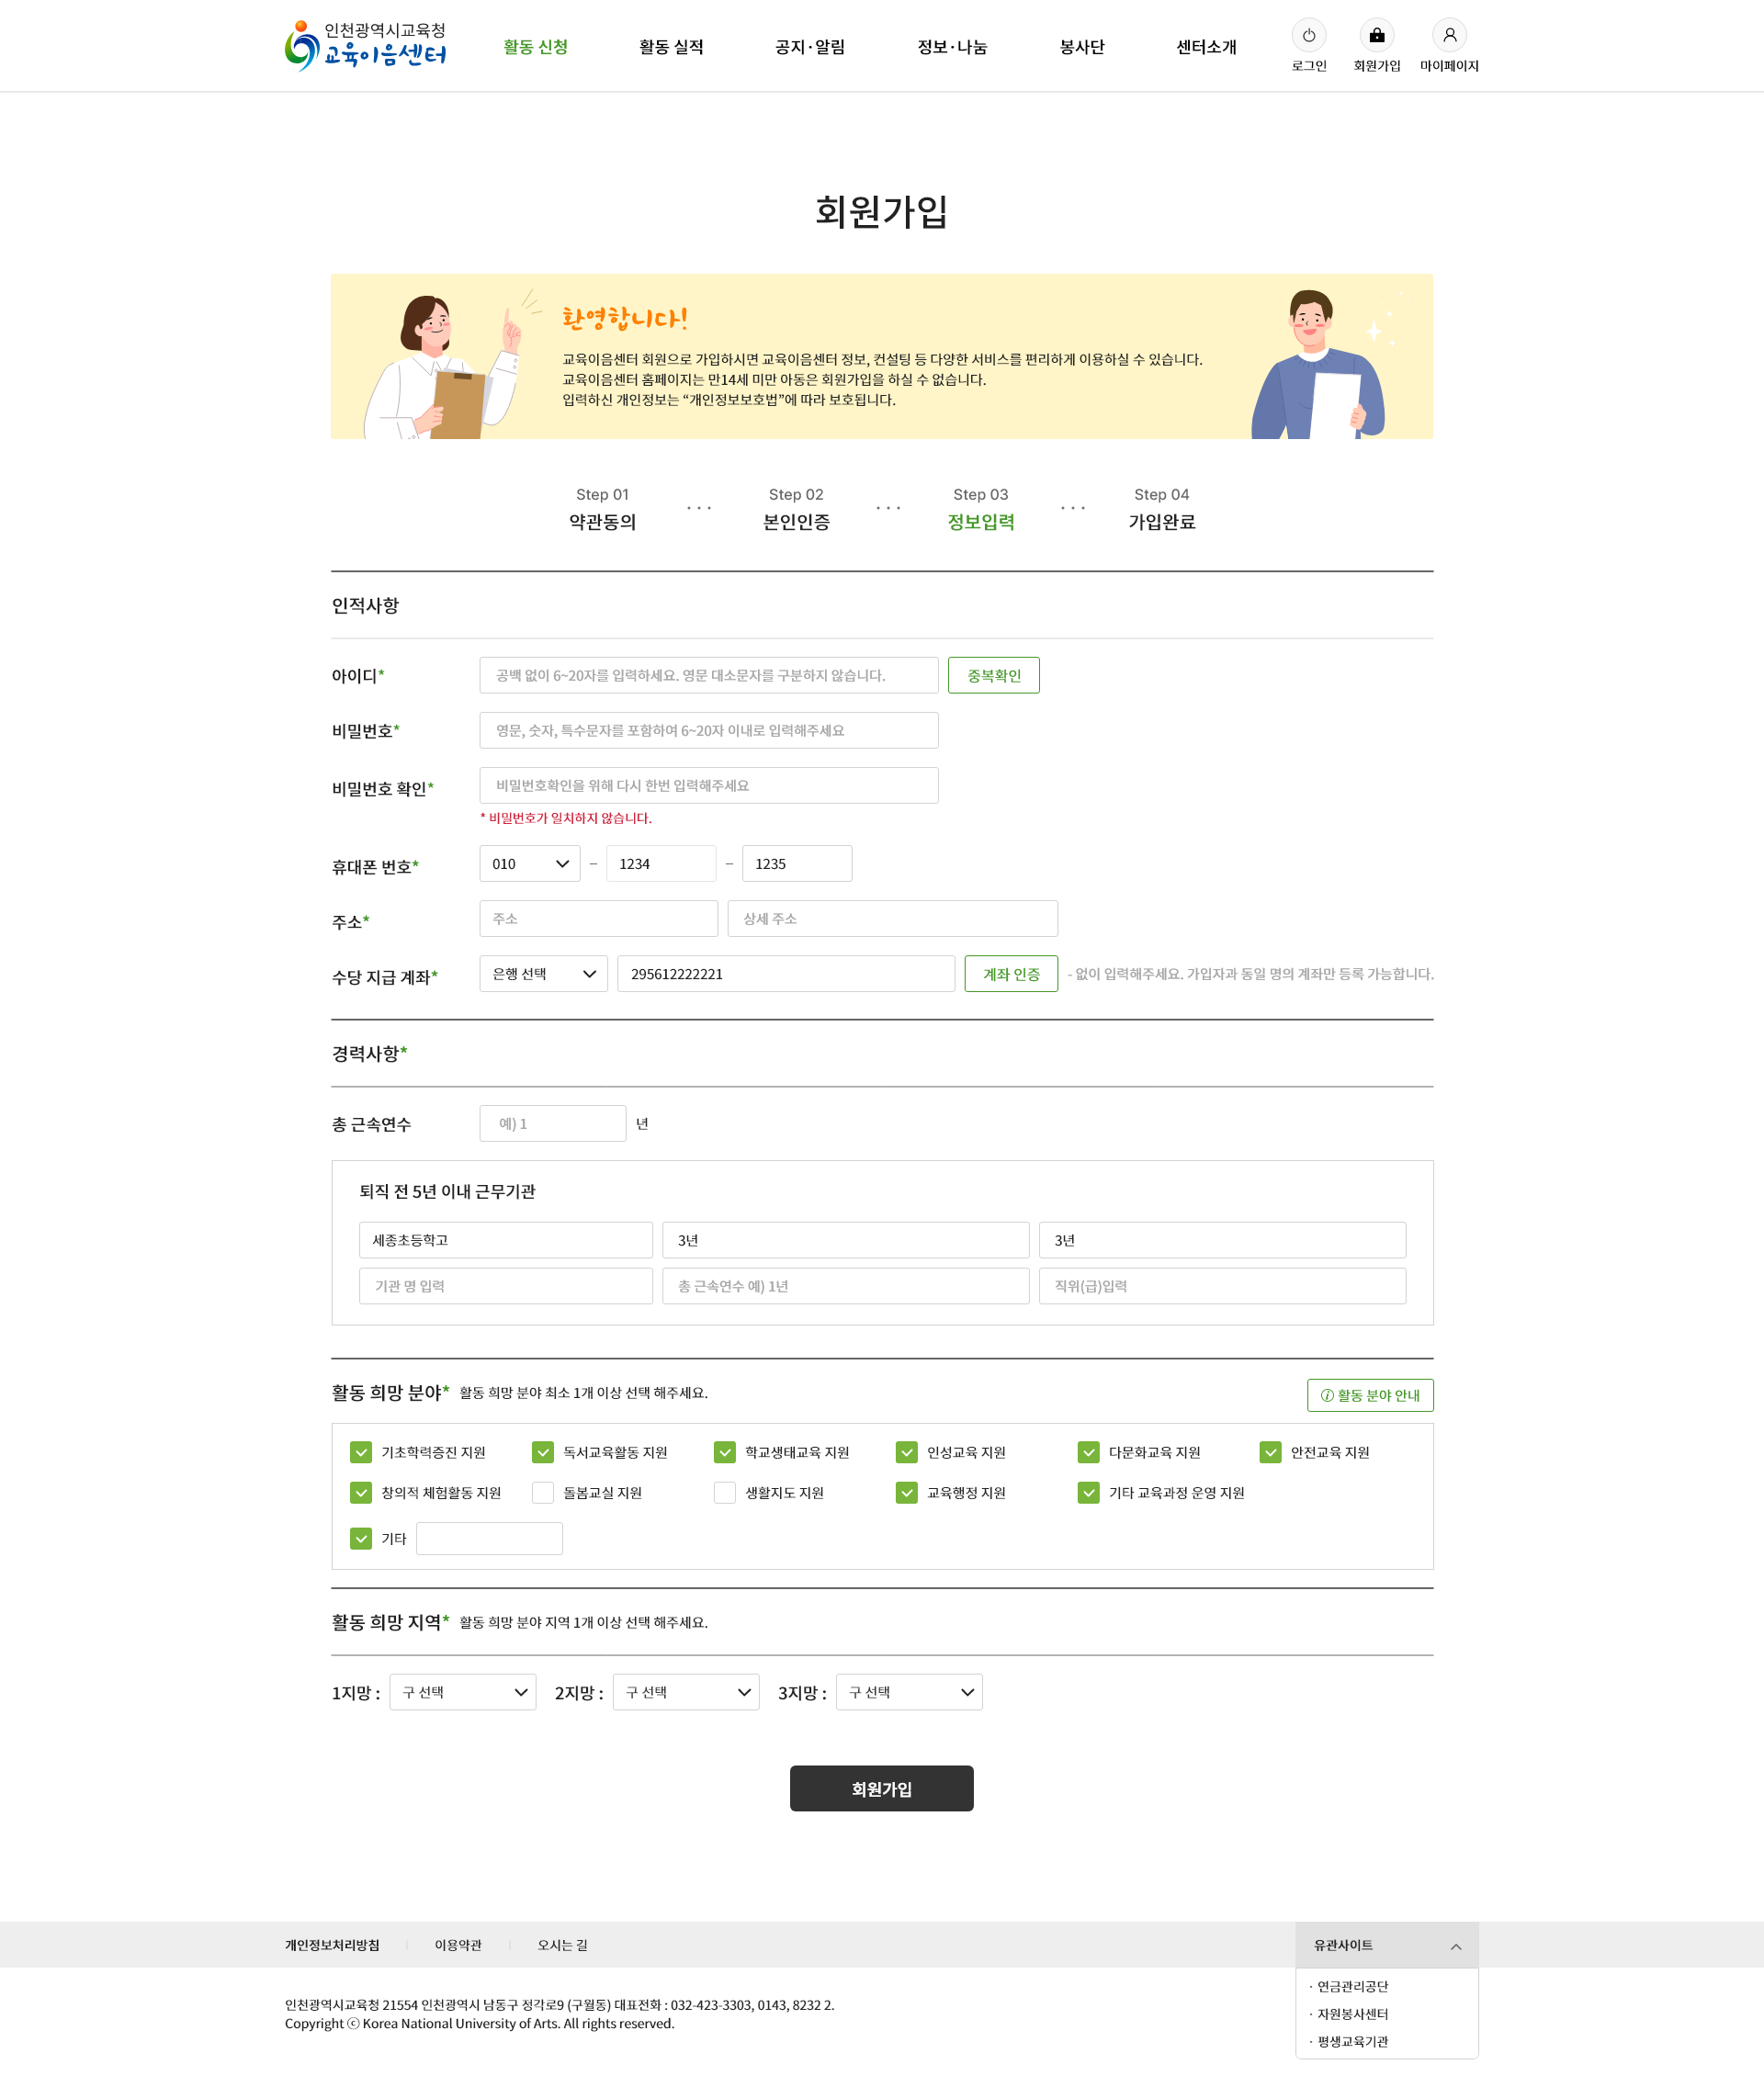 인천광역시교육청
교육이음센터
활동 신청
활동 실적
공지·알림
정보·나눔
봉사단
센터소개
로그인
회원가입
마이페이지
회원가입
환영합니다!
교육이음센터 회원으로 가입하시면 교육이음센터 정보, 컨설팅 등 다양한 서비스를 편리하게 이용하실 수 있습니다.
교육이음센터 홈페이지는 만14세 미만 아동은 회원가입을 하실 수 없습니다.
입력하신 개인정보는 “개인정보보호법”에 따라 보호됩니다.
Step 01
약관동의
···
Step 02
본인인증
···
Step 03
정보입력
···
Step 04
가입완료
인적사항
아이디*
공백 없이 6~20자를 입력하세요. 영문 대소문자를 구분하지 않습니다.
중복확인
비밀번호*
영문, 숫자, 특수문자를 포함하여 6~20자 이내로 입력해주세요
비밀번호 확인*
비밀번호확인을 위해 다시 한번 입력해주세요
* 비밀번호가 일치하지 않습니다.
휴대폰 번호*
010 – 1234 – 1235
주소*
주소
상세 주소
수당 지급 계좌*
은행 선택
295612222221
계좌 인증
- 없이 입력해주세요. 가입자과 동일 명의 계좌만 등록 가능합니다.
경력사항*
총 근속연수
예) 1
년
퇴직 전 5년 이내 근무기관
세종초등학교
3년
3년
기관 명 입력
총 근속연수 예) 1년
직위(급)입력
활동 희망 분야*
활동 희망 분야 최소 1개 이상 선택 해주세요.
i 활동 분야 안내
기초학력증진 지원
독서교육활동 지원
학교생태교육 지원
인성교육 지원
다문화교육 지원
안전교육 지원
창의적 체험활동 지원
돌봄교실 지원
생활지도 지원
교육행정 지원
기타 교육과정 운영 지원
기타
활동 희망 지역*
활동 희망 분야 지역 1개 이상 선택 해주세요.
1지망 :
구 선택
2지망 :
구 선택
3지망 :
구 선택
회원가입
개인정보처리방침
이용약관
오시는 길
유관사이트
· 연금관리공단
· 자원봉사센터
· 평생교육기관
인천광역시교육청 21554 인천광역시 남동구 정각로9 (구월동) 대표전화 : 032-423-3303, 0143, 8232 2.
Copyright ⓒ Korea National University of Arts. All rights reserved.